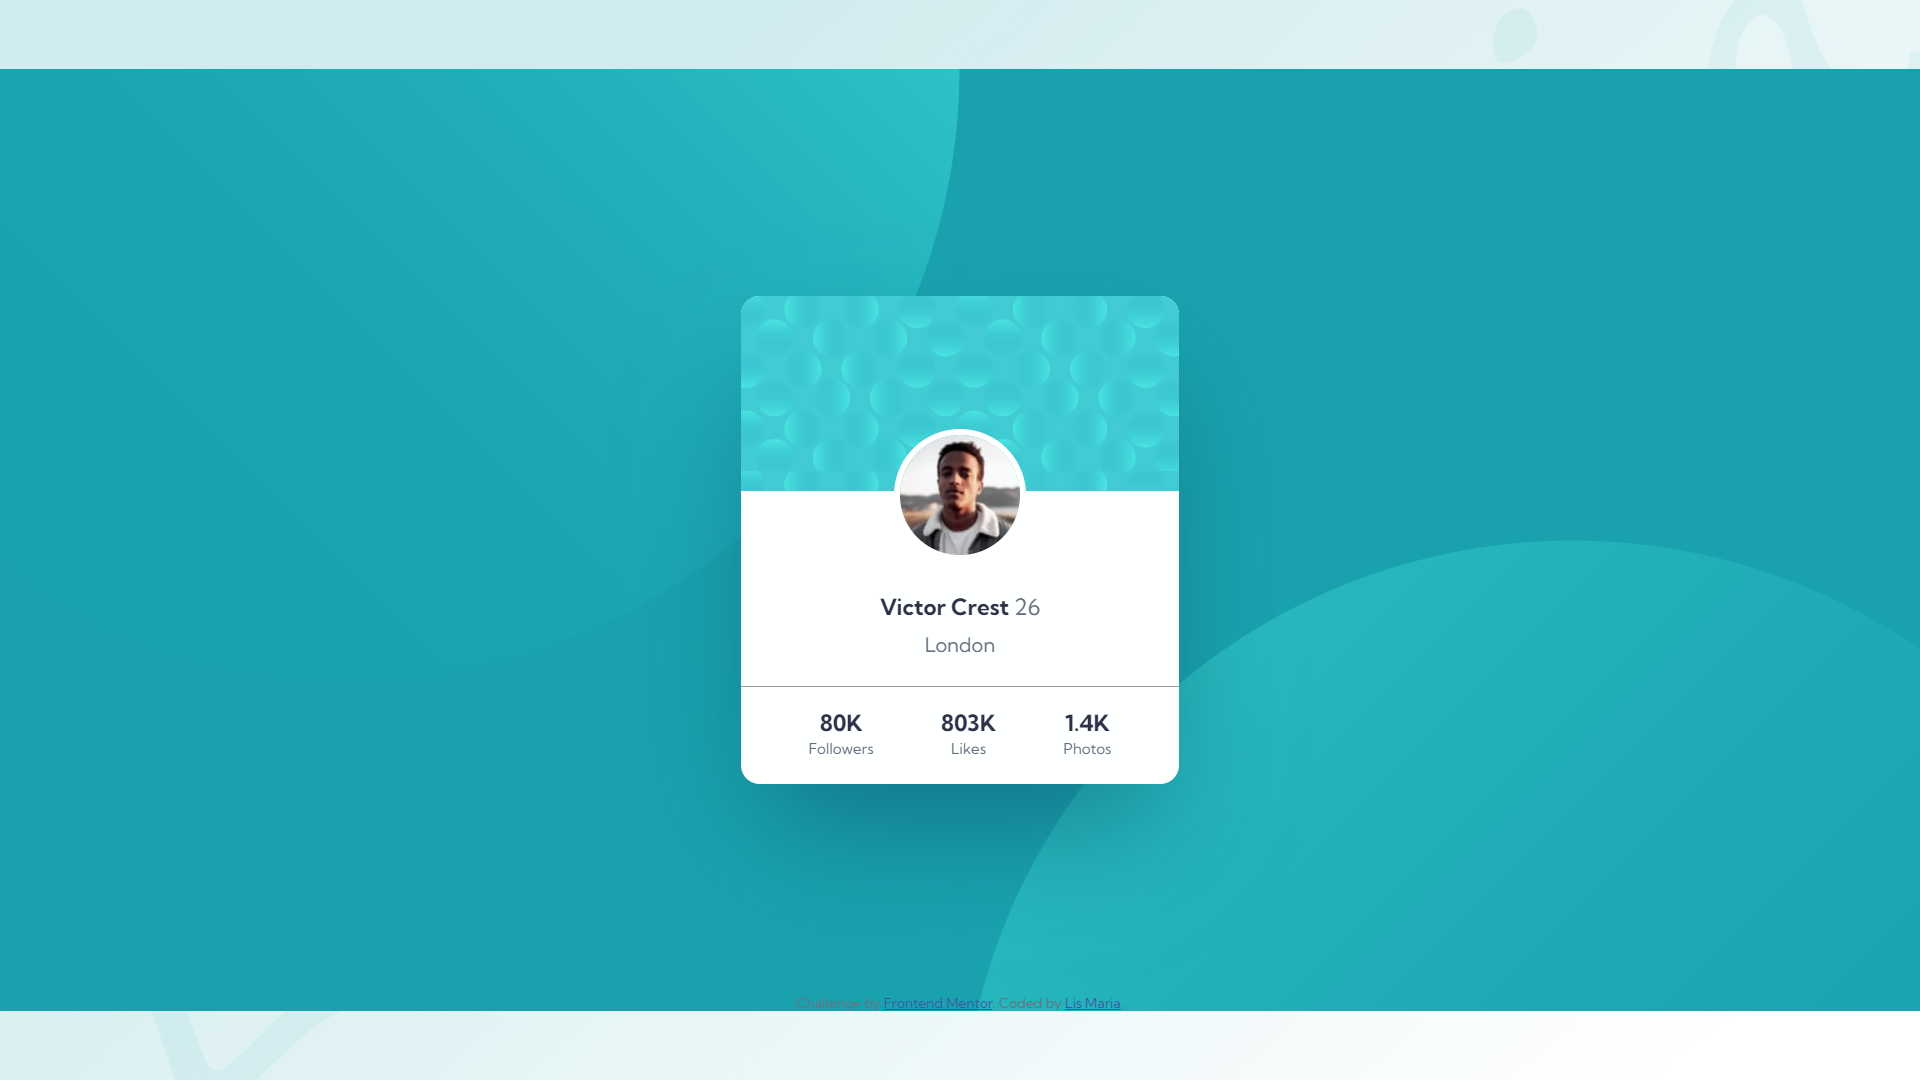 Victor Crest 26
London
80K 803K 1.4K
Followers Likes Photos
Challenge by Frontend Mentor. Coded by Lis Maria.